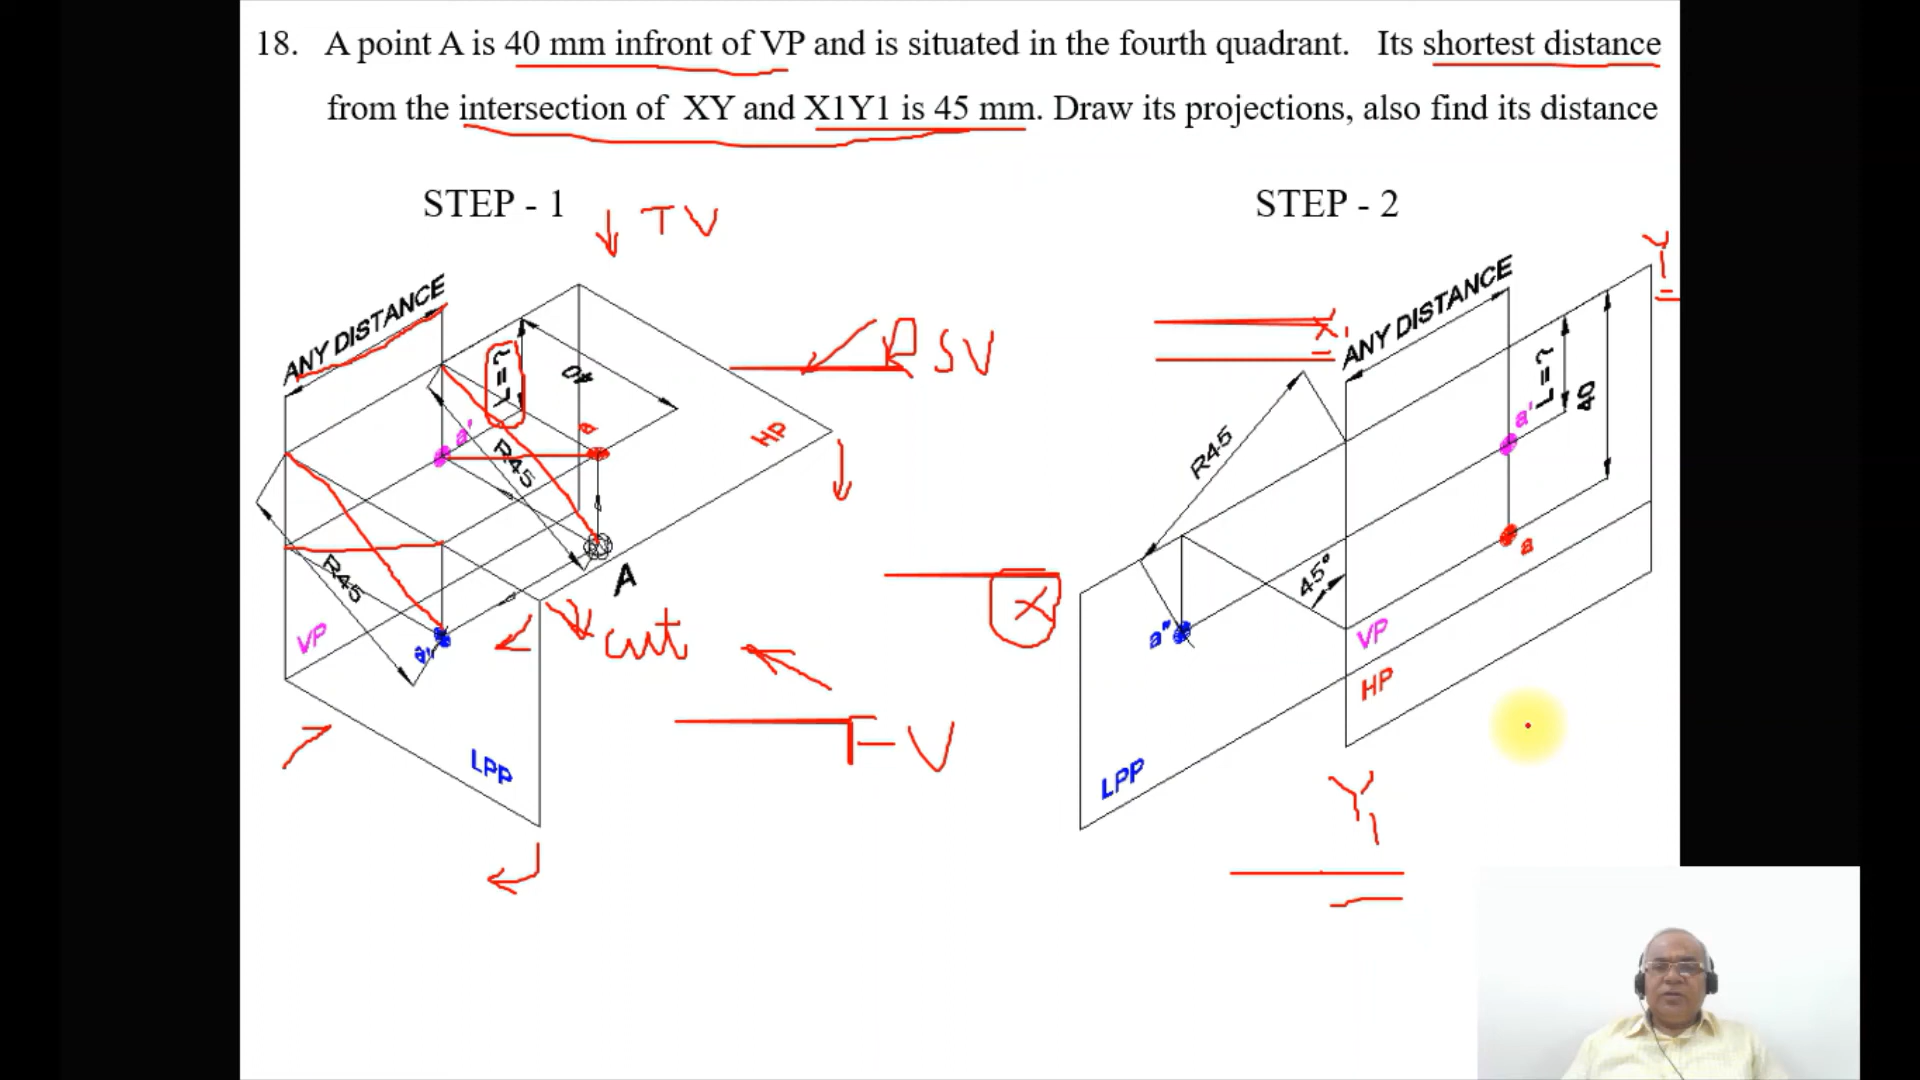 18. A point A is 40 mm infront of VP and is situated in the fourth quadrant. Its shortest distance
from the intersection of XY and X1Y1 is 45 mm. Draw its projections, also find its distance
STEP - 1
STEP - 2
TV
Y
ANY DISTANCE
ANY DISTANCE
X1
RSV
L=?
40
L=?
40
HP
a'
a
a'
R45
R45
a
R45
A
45°
X
VP
cut
a"
a"
VP
HP
FV
LPP
LPP
Y1